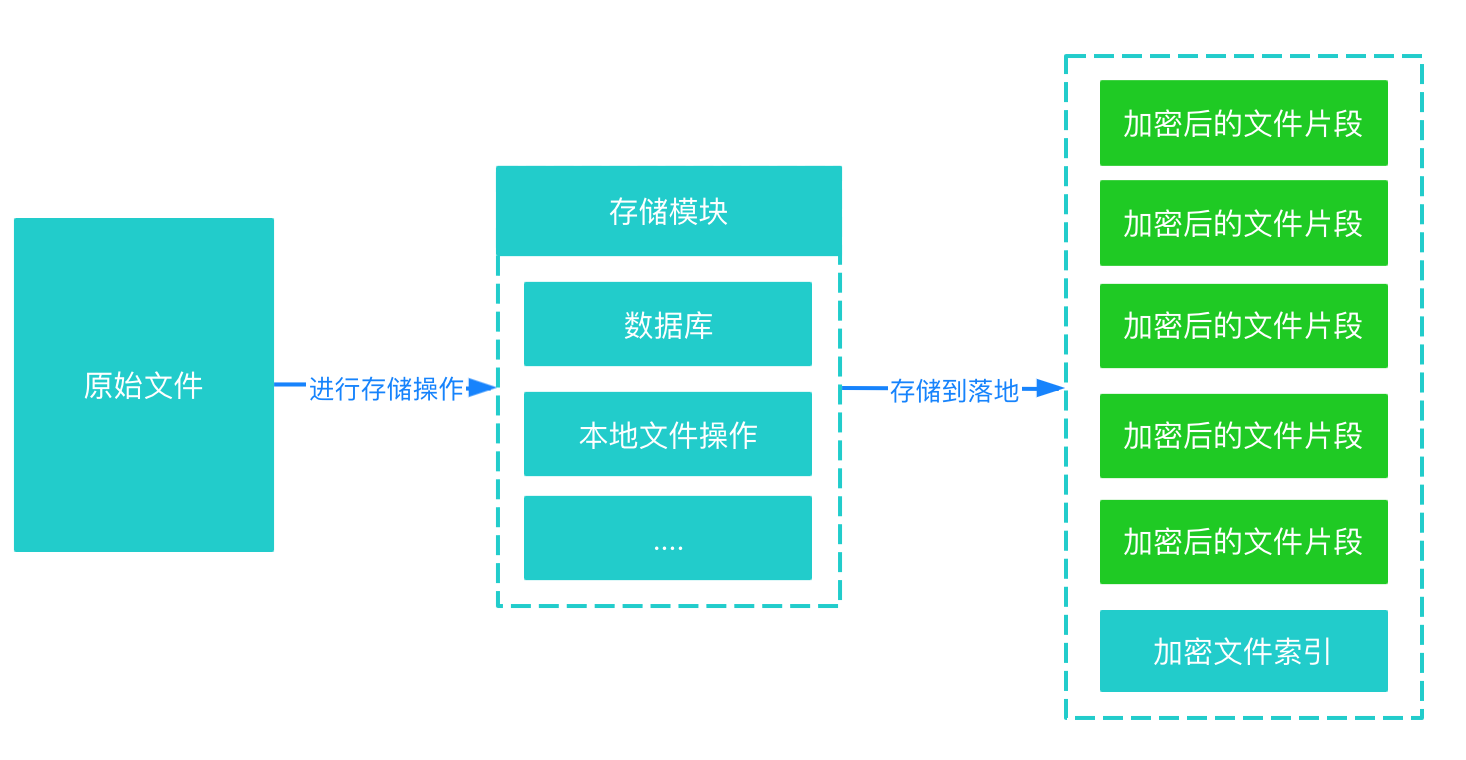 原始文件
进行存储操作
存储模块
数据库
本地文件操作
....
存储到落地
加密后的文件片段
加密后的文件片段
加密后的文件片段
加密后的文件片段
加密后的文件片段
加密文件索引